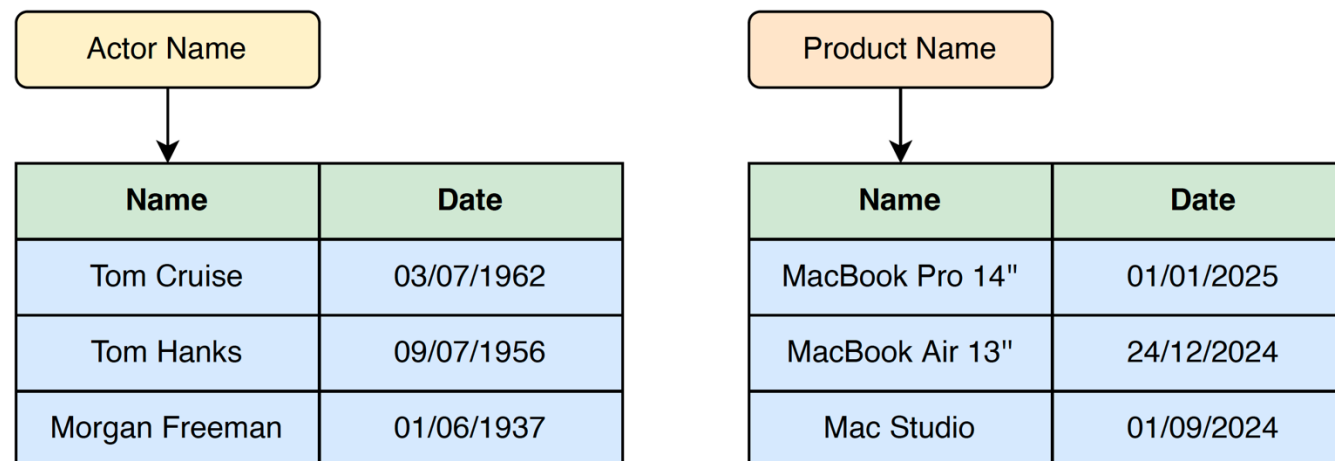 Actor Name
Name Date
Tom Cruise 03/07/1962
Tom Hanks 09/07/1956
Morgan Freeman 01/06/1937
Product Name
Name Date
MacBook Pro 14" 01/01/2025
MacBook Air 13" 24/12/2024
Mac Studio 01/09/2024